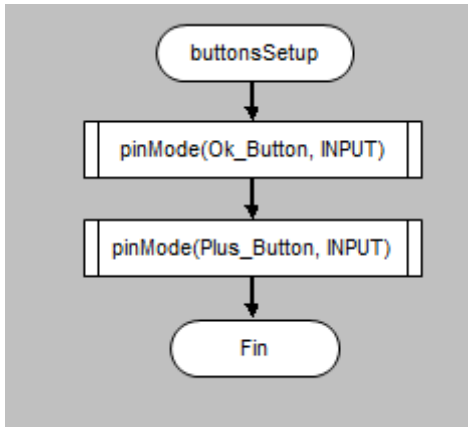 buttonsSetup
pinMode(Ok_Button, INPUT)
pinMode(Plus_Button, INPUT)
Fin